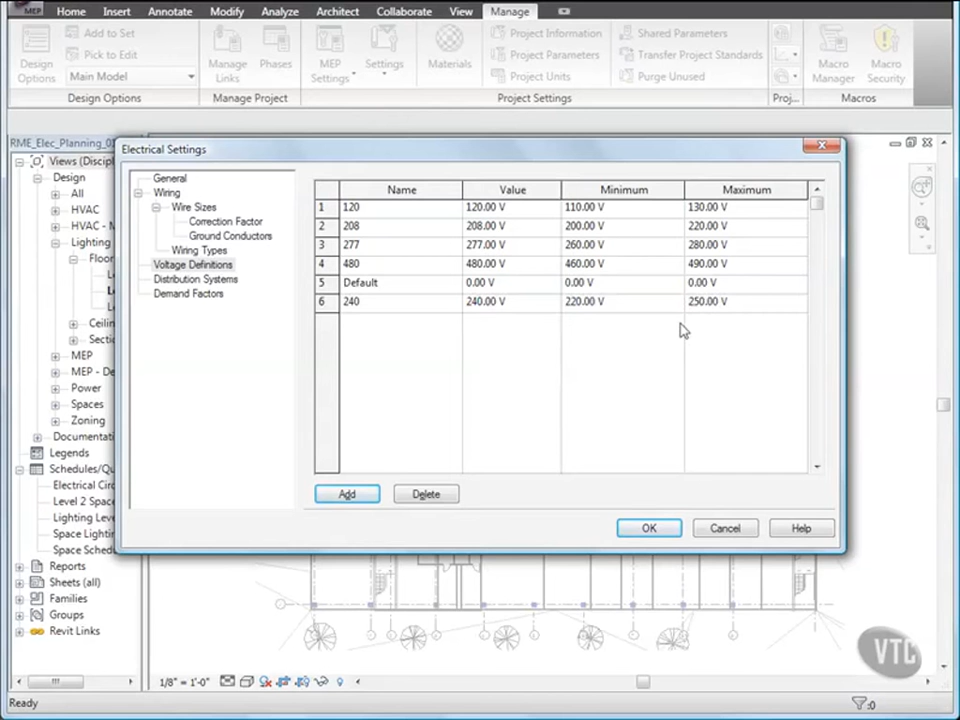 MEP Home Insert Annotate Modify Analyze Architect Collaborate View Manage
Add to Set
Pick to Edit
Design Options
Main Model
Design Options
Manage Links
Phases
Manage Project
MEP Settings
Settings
Materials
Project Information
Project Parameters
Project Units
Shared Parameters
Transfer Project Standards
Purge Unused
Project Settings
Proj...
Macro Manager
Macro Security
Macros
RME_Elec_Planning_0
Views (Discipl
Design
All
HVAC
HVAC - M
Lighting
Floor
Ceilin
Secti
MEP
MEP - De
Power
Spaces
Zoning
Documentat
Legends
Schedules/Qu
Electrical Circ
Level 2 Space
Lighting Leve
Space Lightin
Space Schedu
Reports
Sheets (all)
Families
Groups
Revit Links
Electrical Settings
General
Wiring
Wire Sizes
Correction Factor
Ground Conductors
Wiring Types
Voltage Definitions
Distribution Systems
Demand Factors
Name Value Minimum Maximum
1 120 120.00 V 110.00 V 130.00 V
2 208 208.00 V 200.00 V 220.00 V
3 277 277.00 V 260.00 V 280.00 V
4 480 480.00 V 460.00 V 490.00 V
5 Default 0.00 V 0.00 V 0.00 V
6 240 240.00 V 220.00 V 250.00 V
Add Delete
OK Cancel Help
VTC
1/8" = 1'-0"
Ready
:0